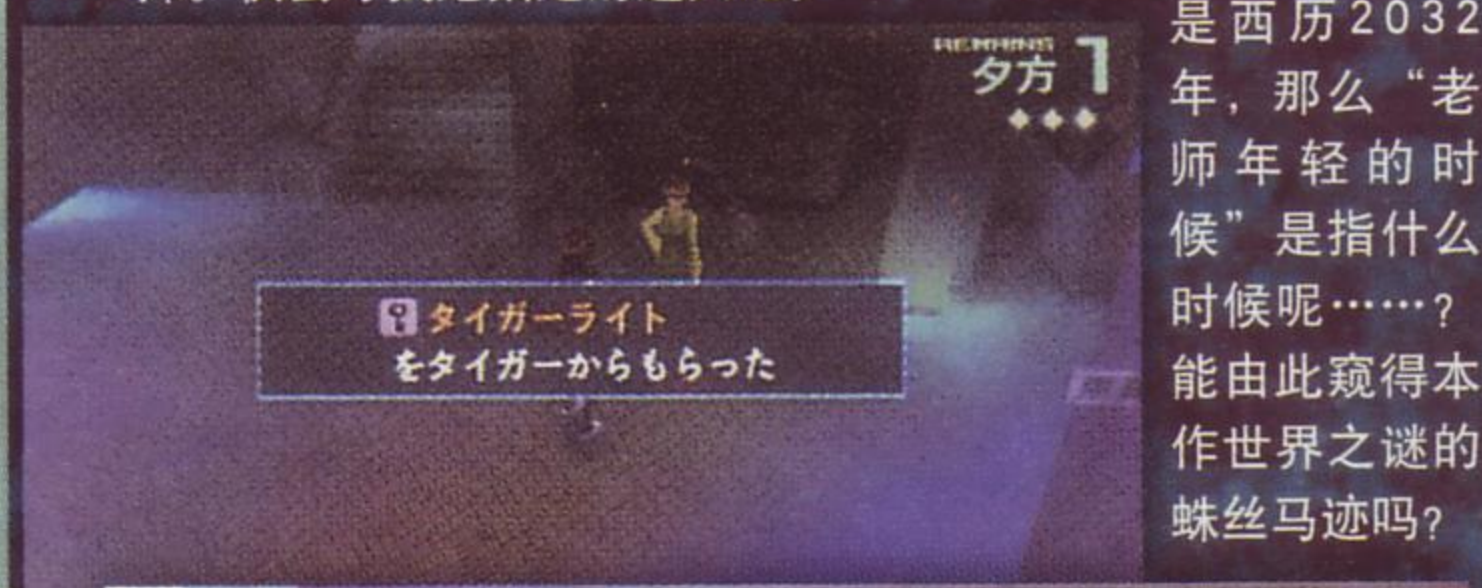 REMAINS
夕方 1
タイガーライト
をタイガーからもらった
是西历2032
年，那么“老
师年轻的时
候”是指什么
时候呢……？
能由此窥得本
作世界之谜的
蛛丝马迹吗？